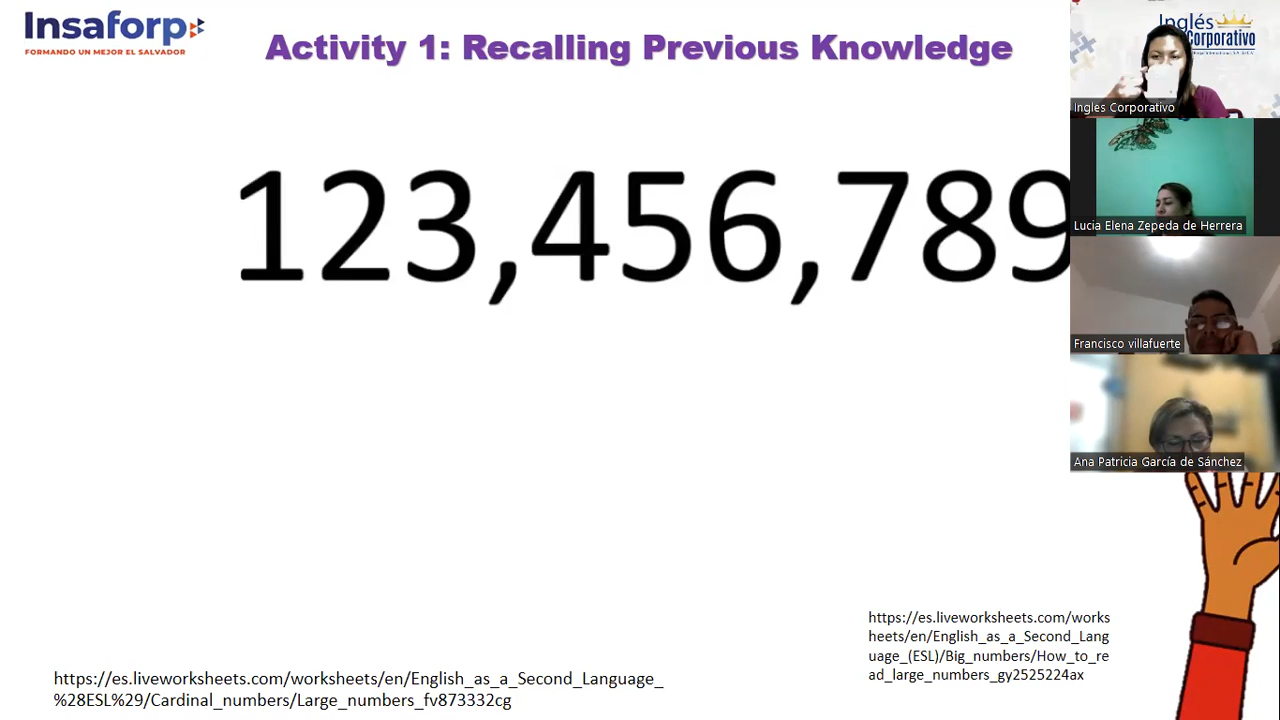 Insaforp
FORMANDO UN MEJOR EL SALVADOR
Activity 1: Recalling Previous Knowledge
123,456,789
Inglés
Corporativo
Ingles Corporativo
Lucia Elena Zepeda de Herrera
Francisco villafuerte
Ana Patricia García de Sánchez
https://es.liveworksheets.com/works
heets/en/English_as_a_Second_Lang
uage_(ESL)/Big_numbers/How_to_re
ad_large_numbers_gy2525224ax
https://es.liveworksheets.com/worksheets/en/English_as_a_Second_Language_
%28ESL%29/Cardinal_numbers/Large_numbers_fv873332cg